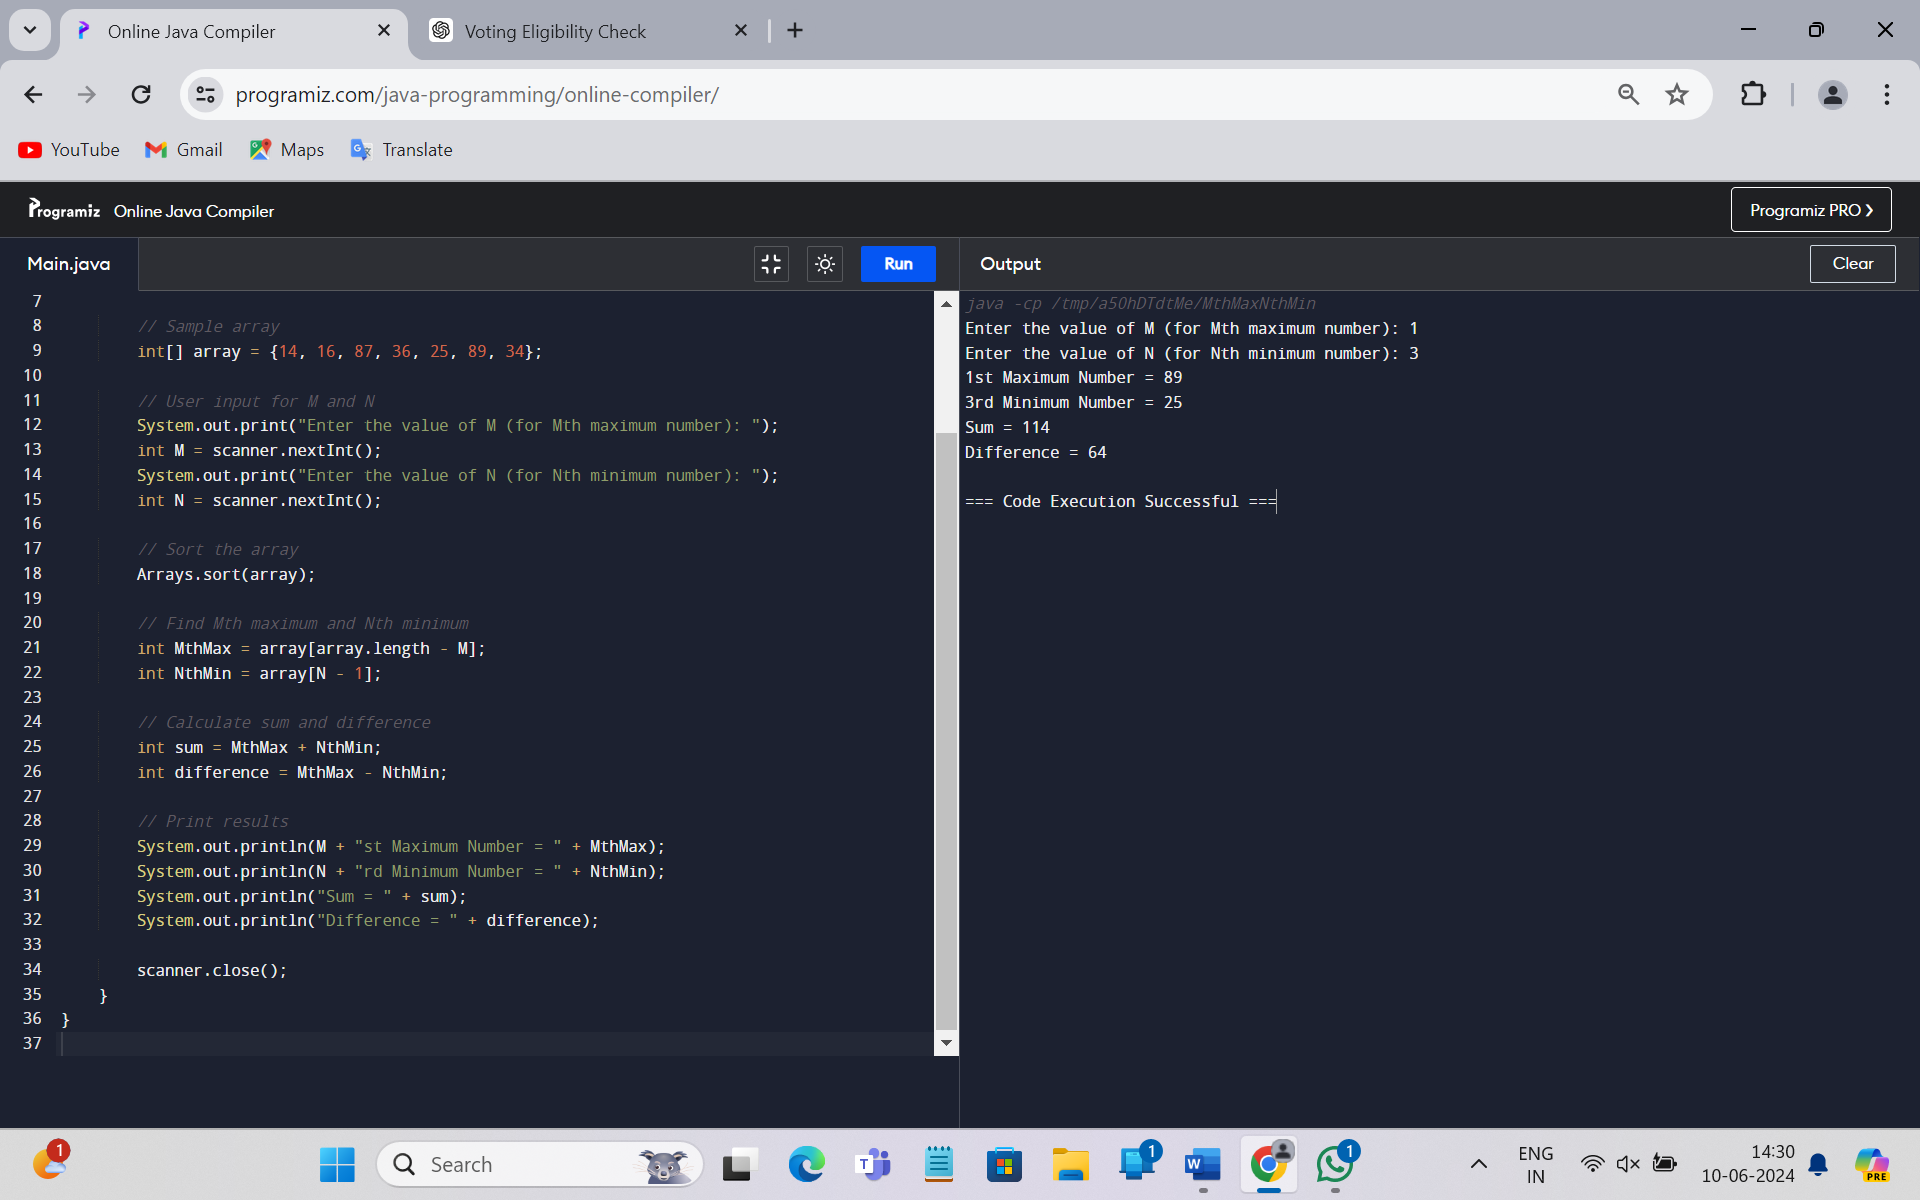 Online Java Compiler
Voting Eligibility Check
programiz.com/java-programming/online-compiler/
YouTube
Gmail
Maps
Translate
Programiz
Online Java Compiler
Programiz PRO
Main.java
Run
Output
Clear
7
8 // Sample array
9 int[] array = {14, 16, 87, 36, 25, 89, 34};
10
11 // User input for M and N
12 System.out.print("Enter the value of M (for Mth maximum number): ");
13 int M = scanner.nextInt();
14 System.out.print("Enter the value of N (for Nth minimum number): ");
15 int N = scanner.nextInt();
16
17 // Sort the array
18 Arrays.sort(array);
19
20 // Find Mth maximum and Nth minimum
21 int MthMax = array[array.length - M];
22 int NthMin = array[N - 1];
23
24 // Calculate sum and difference
25 int sum = MthMax + NthMin;
26 int difference = MthMax - NthMin;
27
28 // Print results
29 System.out.println(M + "st Maximum Number = " + MthMax);
30 System.out.println(N + "rd Minimum Number = " + NthMin);
31 System.out.println("Sum = " + sum);
32 System.out.println("Difference = " + difference);
33
34 scanner.close();
35 }
36 }
37
java -cp /tmp/a5OhDTdtMe/MthMaxNthMin
Enter the value of M (for Mth maximum number): 1
Enter the value of N (for Nth minimum number): 3
1st Maximum Number = 89
3rd Minimum Number = 25
Sum = 114
Difference = 64
=== Code Execution Successful ===
1
Search
T
1
W
1
ENG
IN
14:30
10-06-2024
PRE